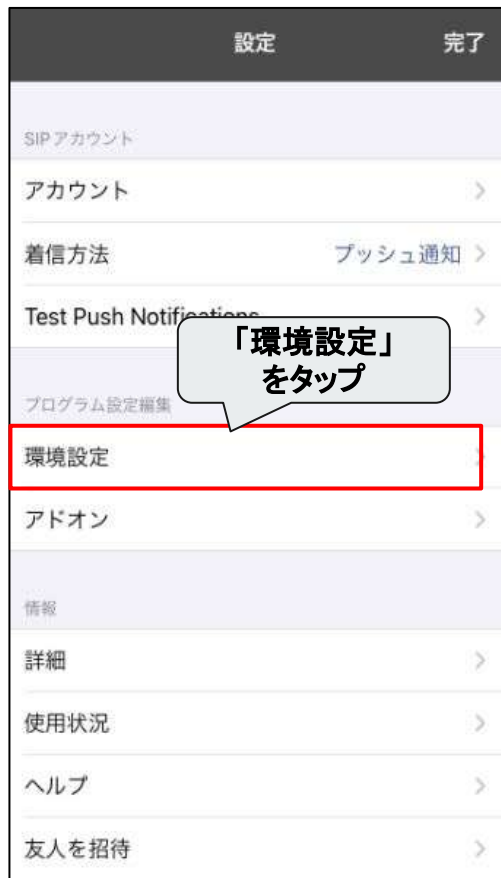 設定 完了
SIPアカウント
アカウント
着信方法 プッシュ通知
Test Push Notifications
「環境設定」
をタップ
プログラム設定編集
環境設定
アドオン
情報
詳細
使用状況
ヘルプ
友人を招待